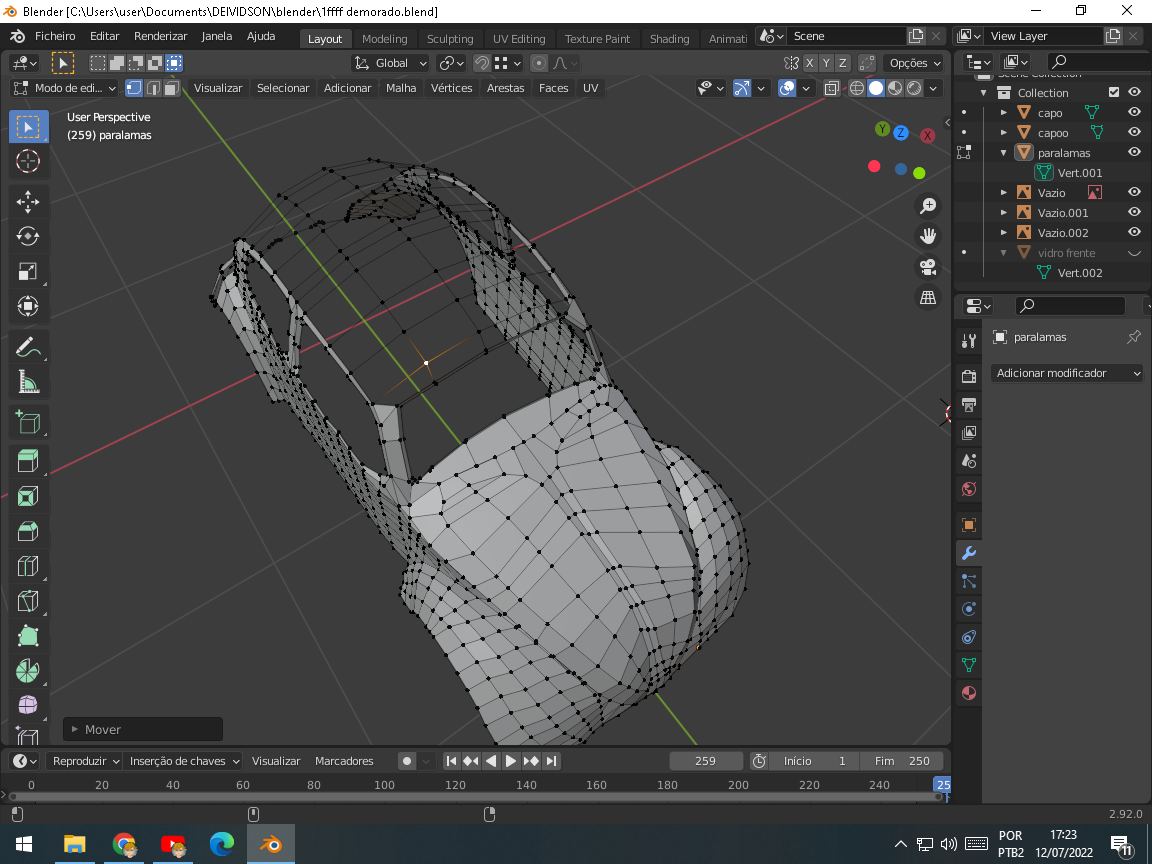 Blender [C:\Users\user\Documents\DEIVIDSON\blender\1ffff demorado.blend]
Ficheiro Editar Renderizar Janela Ajuda Layout Modeling Sculpting UV Editing Texture Paint Shading Animati Scene View Layer
Global X Y Z Opções
Modo de edi... Visualizar Selecionar Adicionar Malha Vértices Arestas Faces UV
User Perspective
(259) paralamas
Y Z X
Collection
capo
capoo
paralamas
Vert.001
Vazio
Vazio.001
Vazio.002
vidro frente
Vert.002
paralamas
Adicionar modificador
Mover
Reproduzir Inserção de chaves Visualizar Marcadores 259 Início 1 Fim 250
0 20 40 60 80 100 120 140 160 180 200 220 240 25
2.92.0
POR 17:23
PTB2 12/07/2022 11